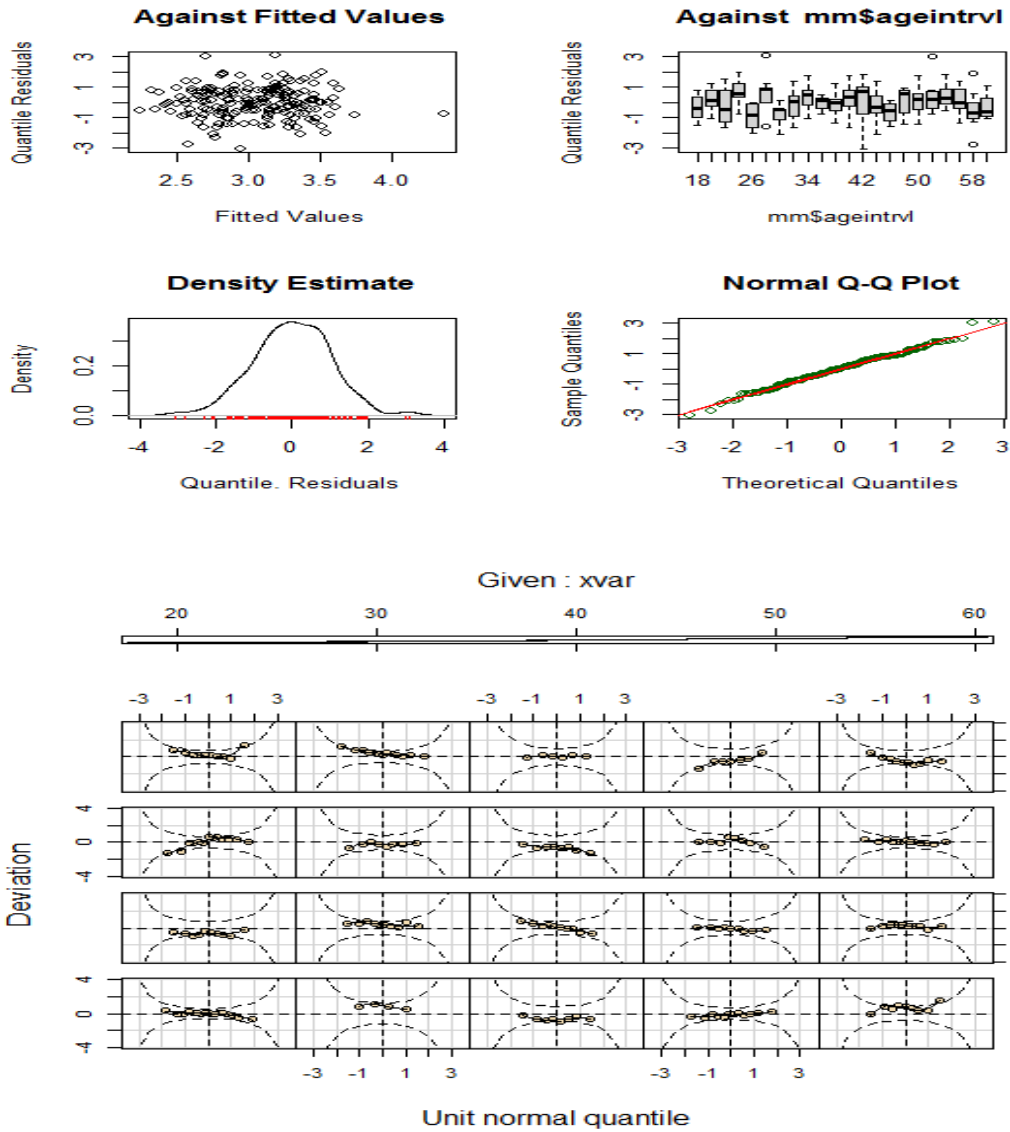 Against Fitted Values
Quantile Residuals
3
1
-1
-3
2.5 3.0 3.5 4.0
Fitted Values
Against mm$ageintrvl
Quantile Residuals
3
1
-1
-3
18 26 34 42 50 58
mm$ageintrvl
Density Estimate
Density
0.2
0.0
-4 -2 0 2 4
Quantile. Residuals
Normal Q-Q Plot
Sample Quantiles
3
1
-1
-3
-3 -2 -1 0 1 2 3
Theoretical Quantiles
Given : xvar
20 30 40 50 60
-3 -1 1 3 -3 -1 1 3 -3 -1 1 3
Deviation
4
0
-4
4
0
-4
-3 -1 1 3 -3 -1 1 3
Unit normal quantile